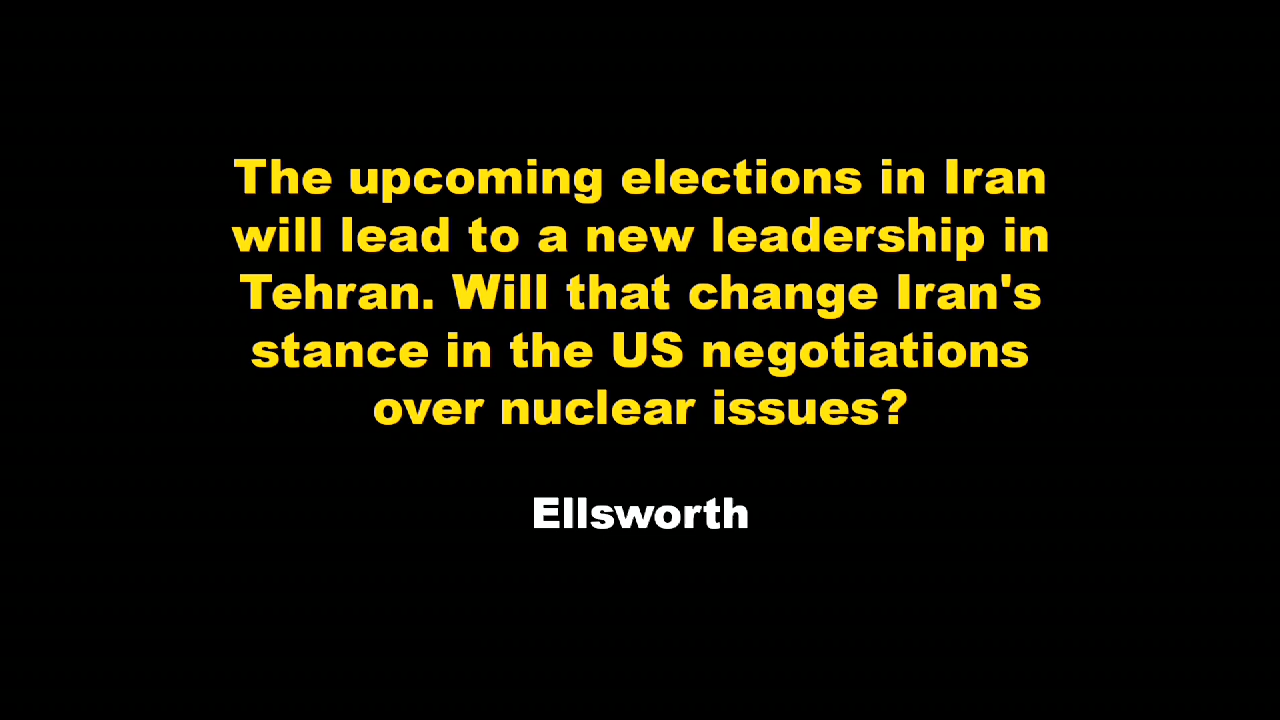 The upcoming elections in Iran
will lead to a new leadership in
Tehran. Will that change Iran's
stance in the US negotiations
over nuclear issues?
Ellsworth